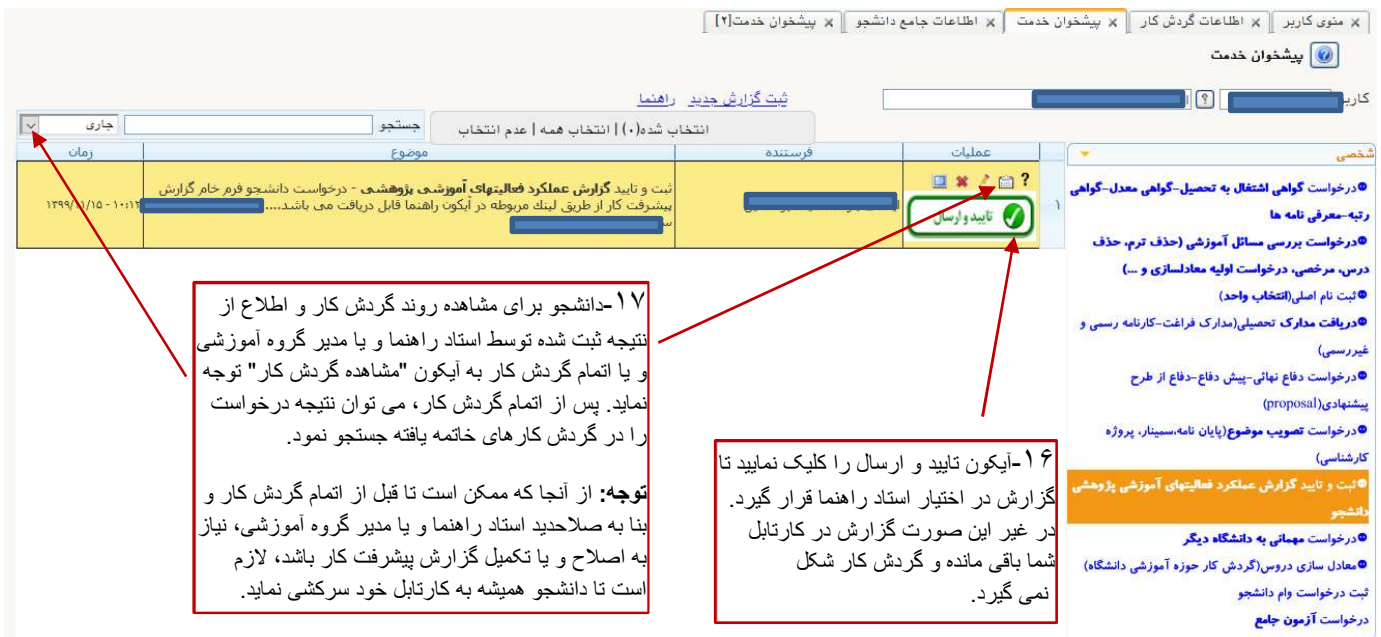 منوی کاربر
اطلاعات گردش کار
پیشخوان خدمت
اطلاعات جامع دانشجو
پیشخوان خدمت[۲]
پیشخوان خدمت
ثبت گزارش جدید راهنما
انتخاب شده(۰) | انتخاب همه | عدم انتخاب
جستجو
جاری
عملیات
فرستنده
موضوع
زمان
۱
تایید و ارسال
ثبت و تایید گزارش عملکرد فعالیتهای آموزشی پژوهشی - درخواست دانشجو فرم خام گزارش
پیشرفت کار از طریق لینک مربوطه در آیکون راهنما قابل دریافت می باشد....
۱۳۹۹/۱۱/۱۵ - ۱۰:۱۲
شخصی
درخواست گواهی اشتغال به تحصیل-گواهی معدل-گواهی
رتبه-معرفی نامه ها
درخواست بررسی مسائل آموزشی (حذف ترم، حذف
درس، مرخصی، درخواست اولیه معادلسازی و ...)
ثبت نام اصلی(انتخاب واحد)
دریافت مدارک تحصیلی(مدارک فراغت-کارنامه رسمی و
غیررسمی)
درخواست دفاع نهائی-پیش دفاع-دفاع از طرح
پیشنهادی(proposal)
درخواست تصویب موضوع(پایان نامه،سمینار، پروژه
کارشناسی)
ثبت و تایید گزارش عملکرد فعالیتهای آموزشی پژوهشی
دانشجو
درخواست مهمانی به دانشگاه دیگر
معادل سازی دروس(گردش کار حوزه آموزشی دانشگاه)
ثبت درخواست وام دانشجو
درخواست آزمون جامع
۱۷-دانشجو برای مشاهده روند گردش کار و اطلاع از
نتیجه ثبت شده توسط استاد راهنما و یا مدیر گروه آموزشی
و یا اتمام گردش کار به آیکون "مشاهده گردش کار" توجه
نماید. پس از اتمام گردش کار، می توان نتیجه درخواست
را در گردش کارهای خاتمه یافته جستجو نمود.
توجه: از آنجا که ممکن است تا قبل از اتمام گردش کار و
بنا به صلاحدید استاد راهنما و یا مدیر گروه آموزشی، نیاز
به اصلاح و یا تکمیل گزارش پیشرفت کار باشد، لازم
است تا دانشجو همیشه به کارتابل خود سرکشی نماید.
۱۶-آیکون تایید و ارسال را کلیک نمایید تا
گزارش در اختیار استاد راهنما قرار گیرد.
در غیر این صورت گزارش در کارتابل
شما باقی مانده و گردش کار شکل
نمی گیرد.